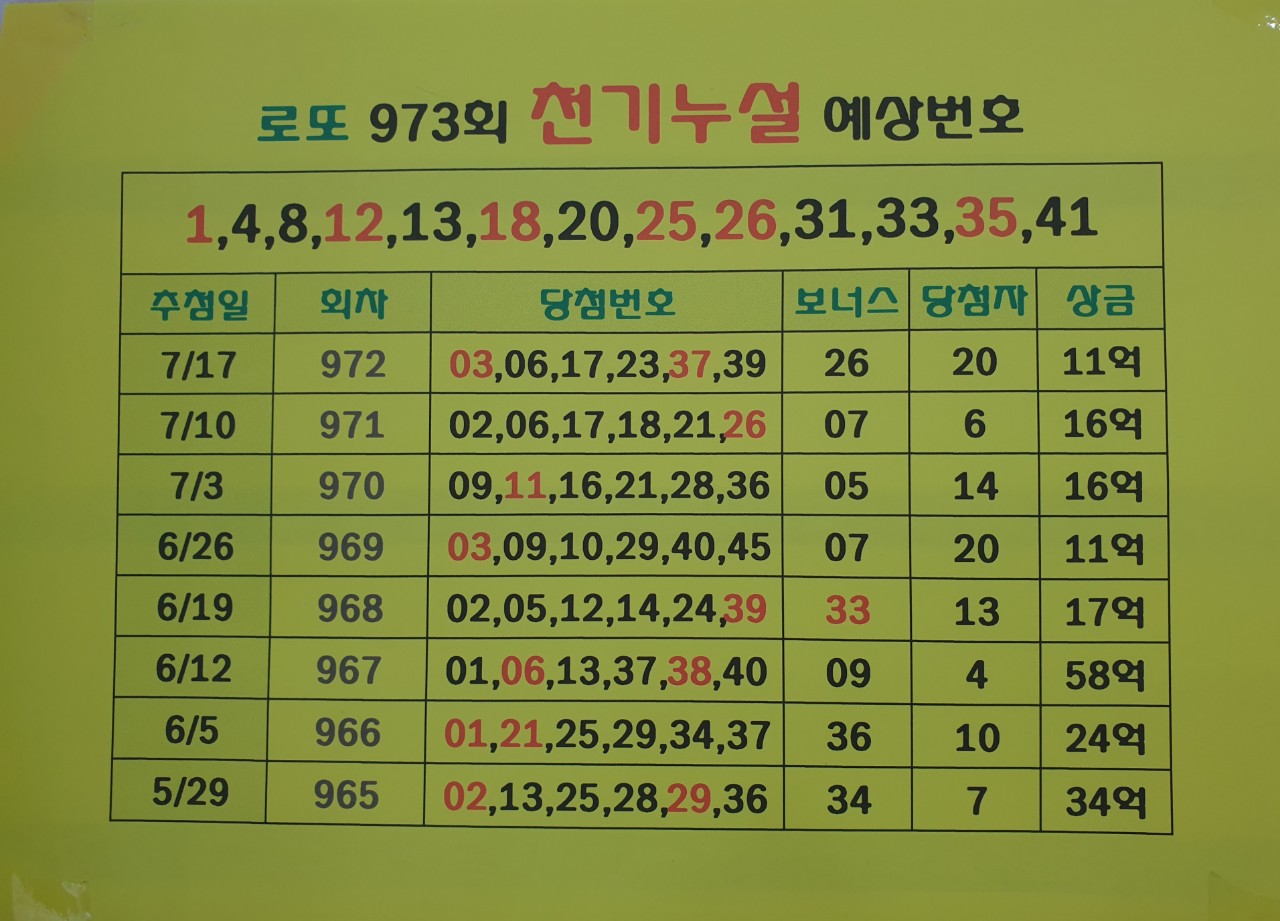 로또 973회 천기누설 예상번호
1,4,8,12,13,18,20,25,26,31,33,35,41
추첨일 회차 당첨번호 보너스 당첨자 상금
7/17 972 03,06,17,23,37,39 26 20 11억
7/10 971 02,06,17,18,21,26 07 6 16억
7/3 970 09,11,16,21,28,36 05 14 16억
6/26 969 03,09,10,29,40,45 07 20 11억
6/19 968 02,05,12,14,24,39 33 13 17억
6/12 967 01,06,13,37,38,40 09 4 58억
6/5 966 01,21,25,29,34,37 36 10 24억
5/29 965 02,13,25,28,29,36 34 7 34억